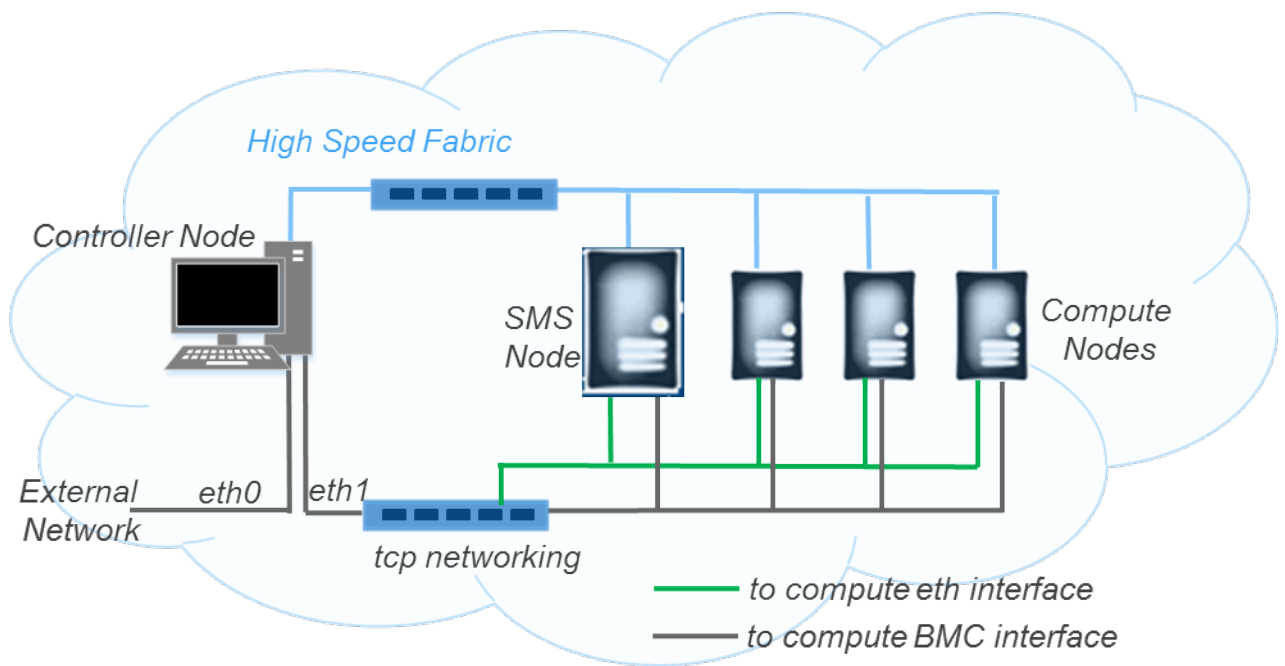 High Speed Fabric
Controller Node
SMS
Node
Compute
Nodes
External
Network
eth0
eth1
tcp networking
to compute eth interface
to compute BMC interface